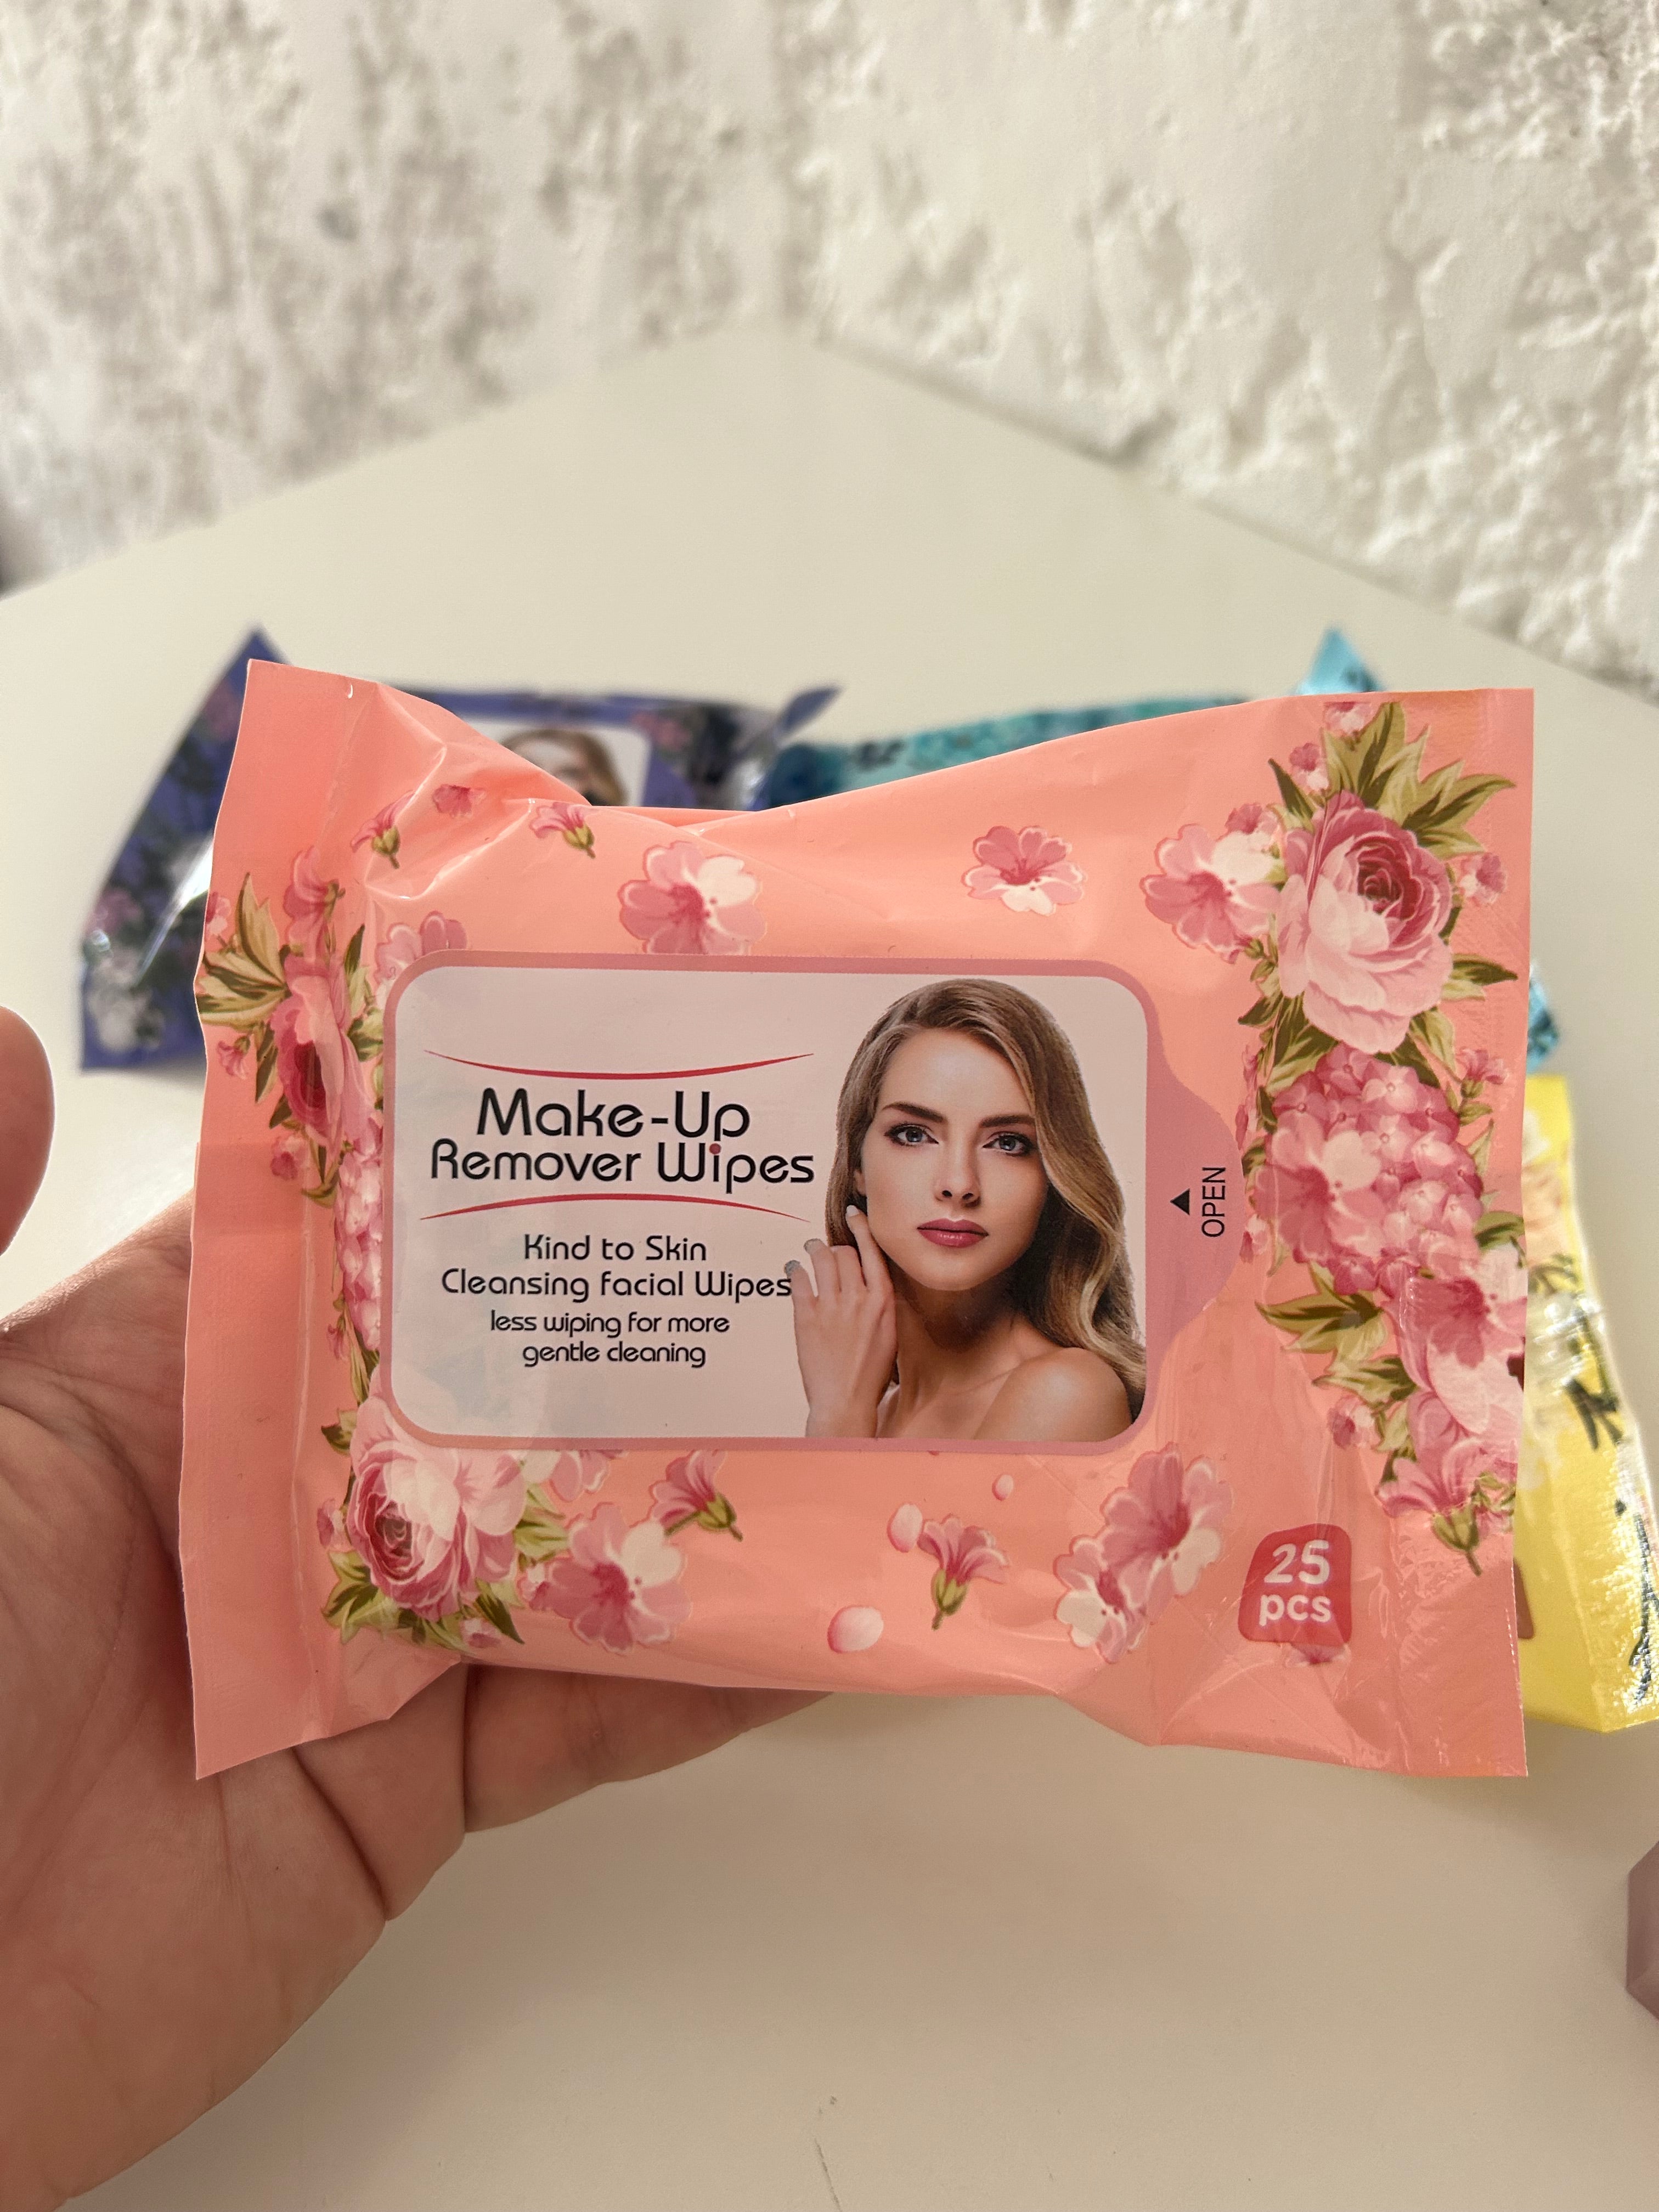 Make-Up
Remover Wipes
Kind to Skin
Cleansing facial Wipes
less wiping for more
gentle cleaning
OPEN
25
pcs